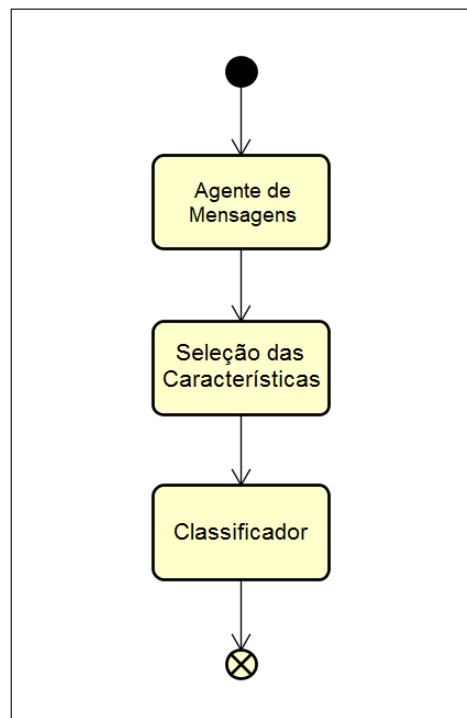 Agente de
Mensagens
Seleção das
Características
Classificador